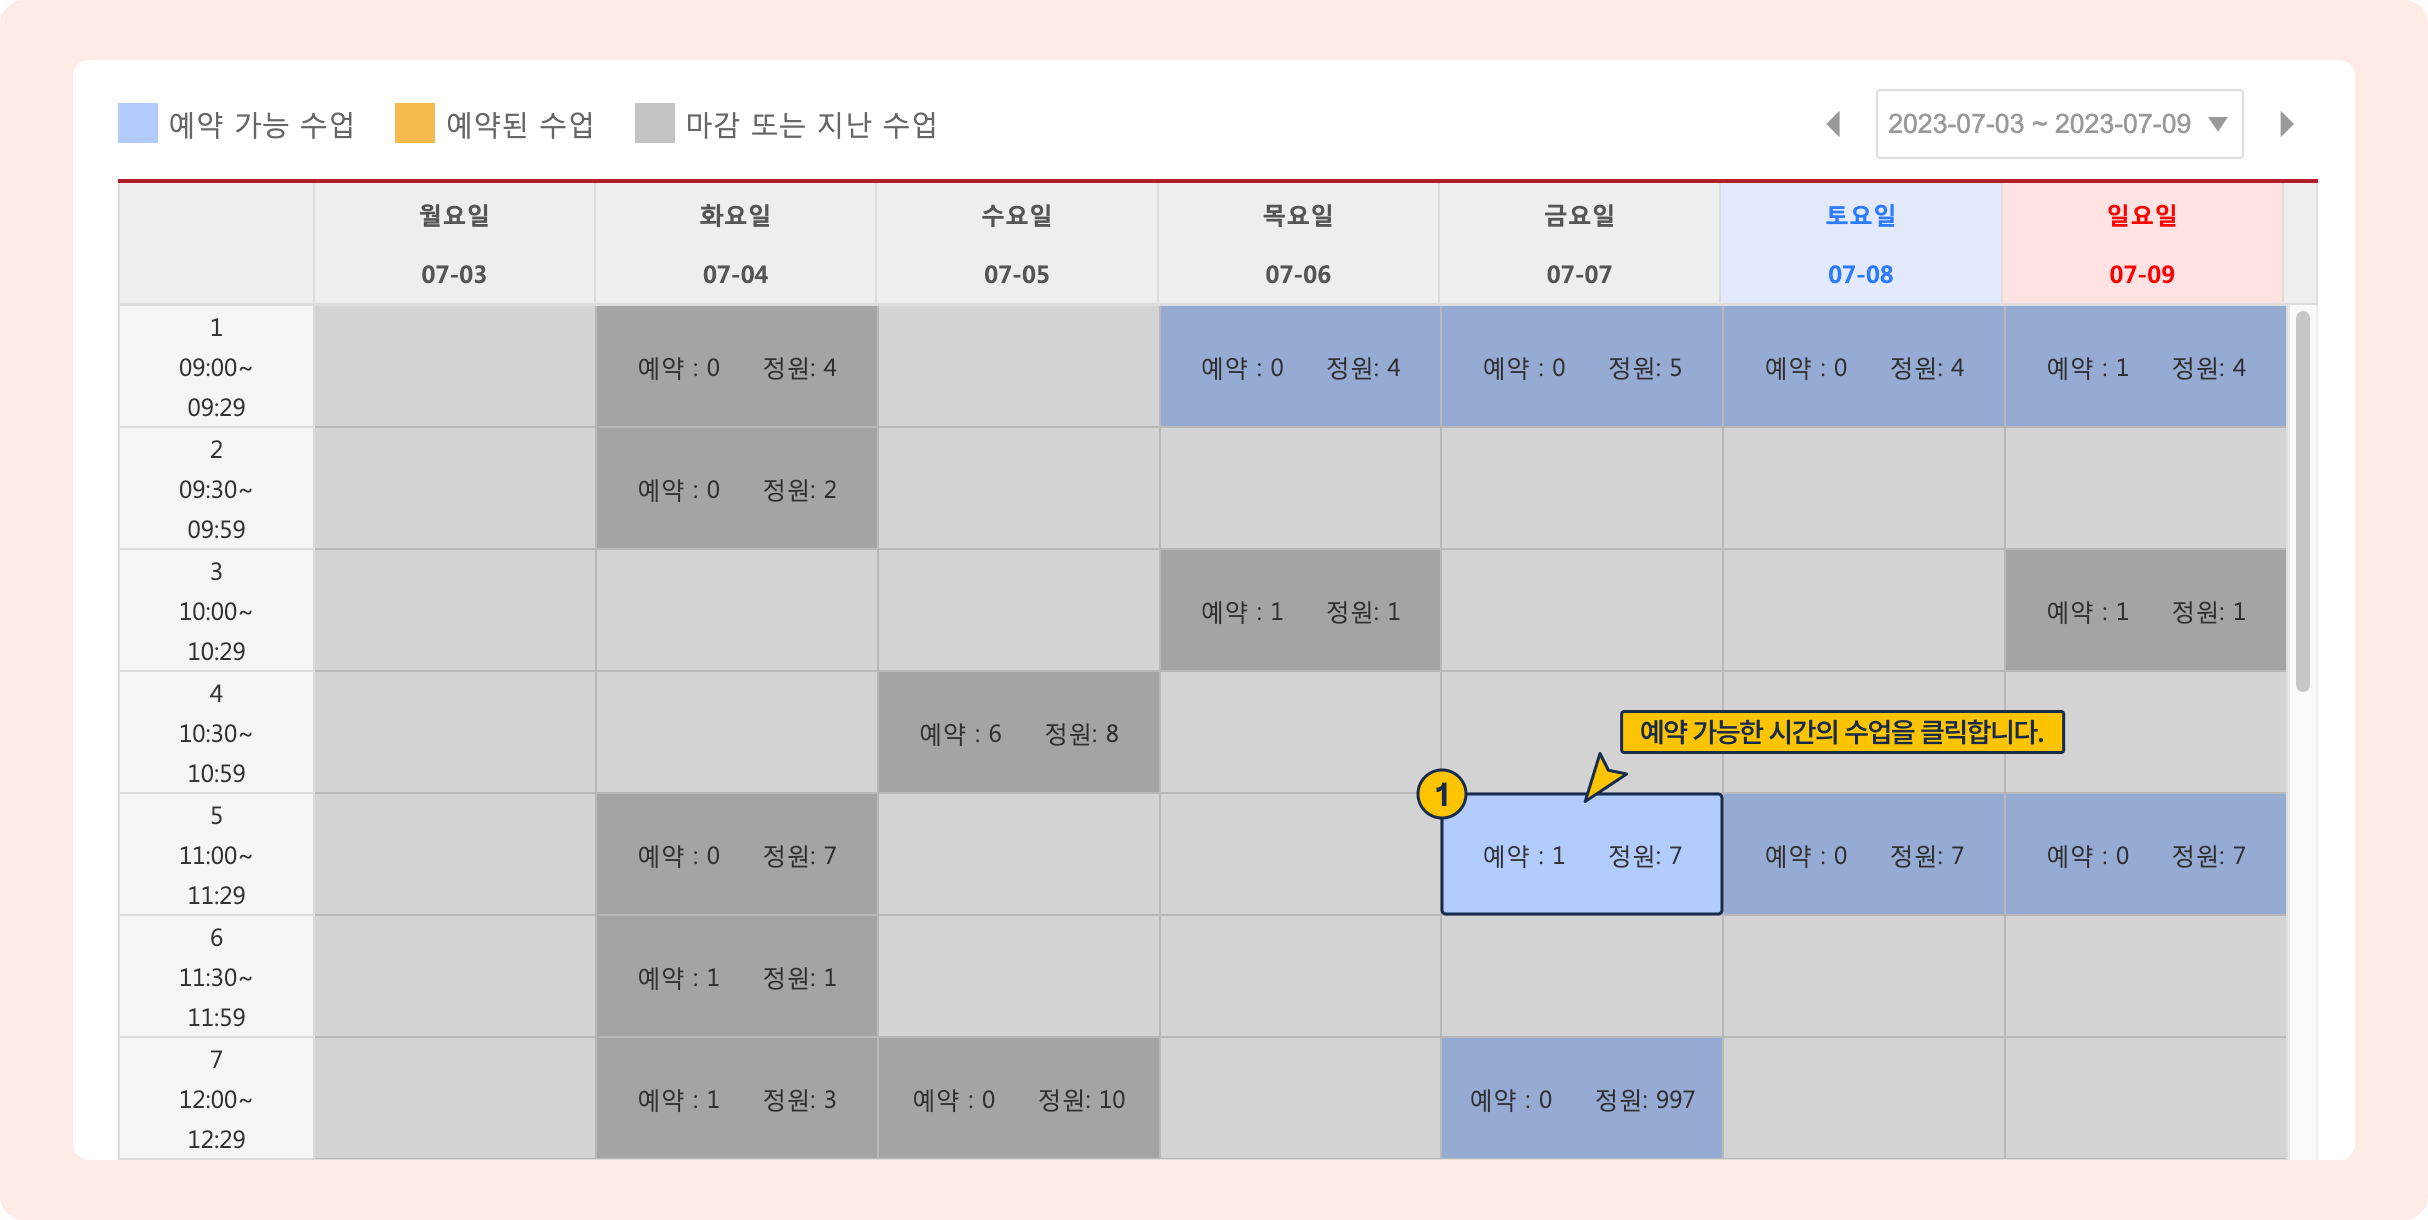 예약 가능 수업 예약된 수업 마감 또는 지난 수업 2023-07-03 ~ 2023-07-09
월요일 화요일 수요일 목요일 금요일 토요일 일요일
07-03 07-04 07-05 07-06 07-07 07-08 07-09
1
09:00~
09:29
예약 : 0 정원: 4
예약 : 0 정원: 4
예약 : 0 정원: 5
예약 : 0 정원: 4
예약 : 1 정원: 4
2
09:30~
09:59
예약 : 0 정원: 2
3
10:00~
10:29
예약 : 1 정원: 1
예약 : 1 정원: 1
4
10:30~
10:59
예약 : 6 정원: 8
예약 가능한 시간의 수업을 클릭합니다.
1
5
11:00~
11:29
예약 : 0 정원: 7
예약 : 1 정원: 7
예약 : 0 정원: 7
예약 : 0 정원: 7
6
11:30~
11:59
예약 : 1 정원: 1
7
12:00~
12:29
예약 : 1 정원: 3
예약 : 0 정원: 10
예약 : 0 정원: 997